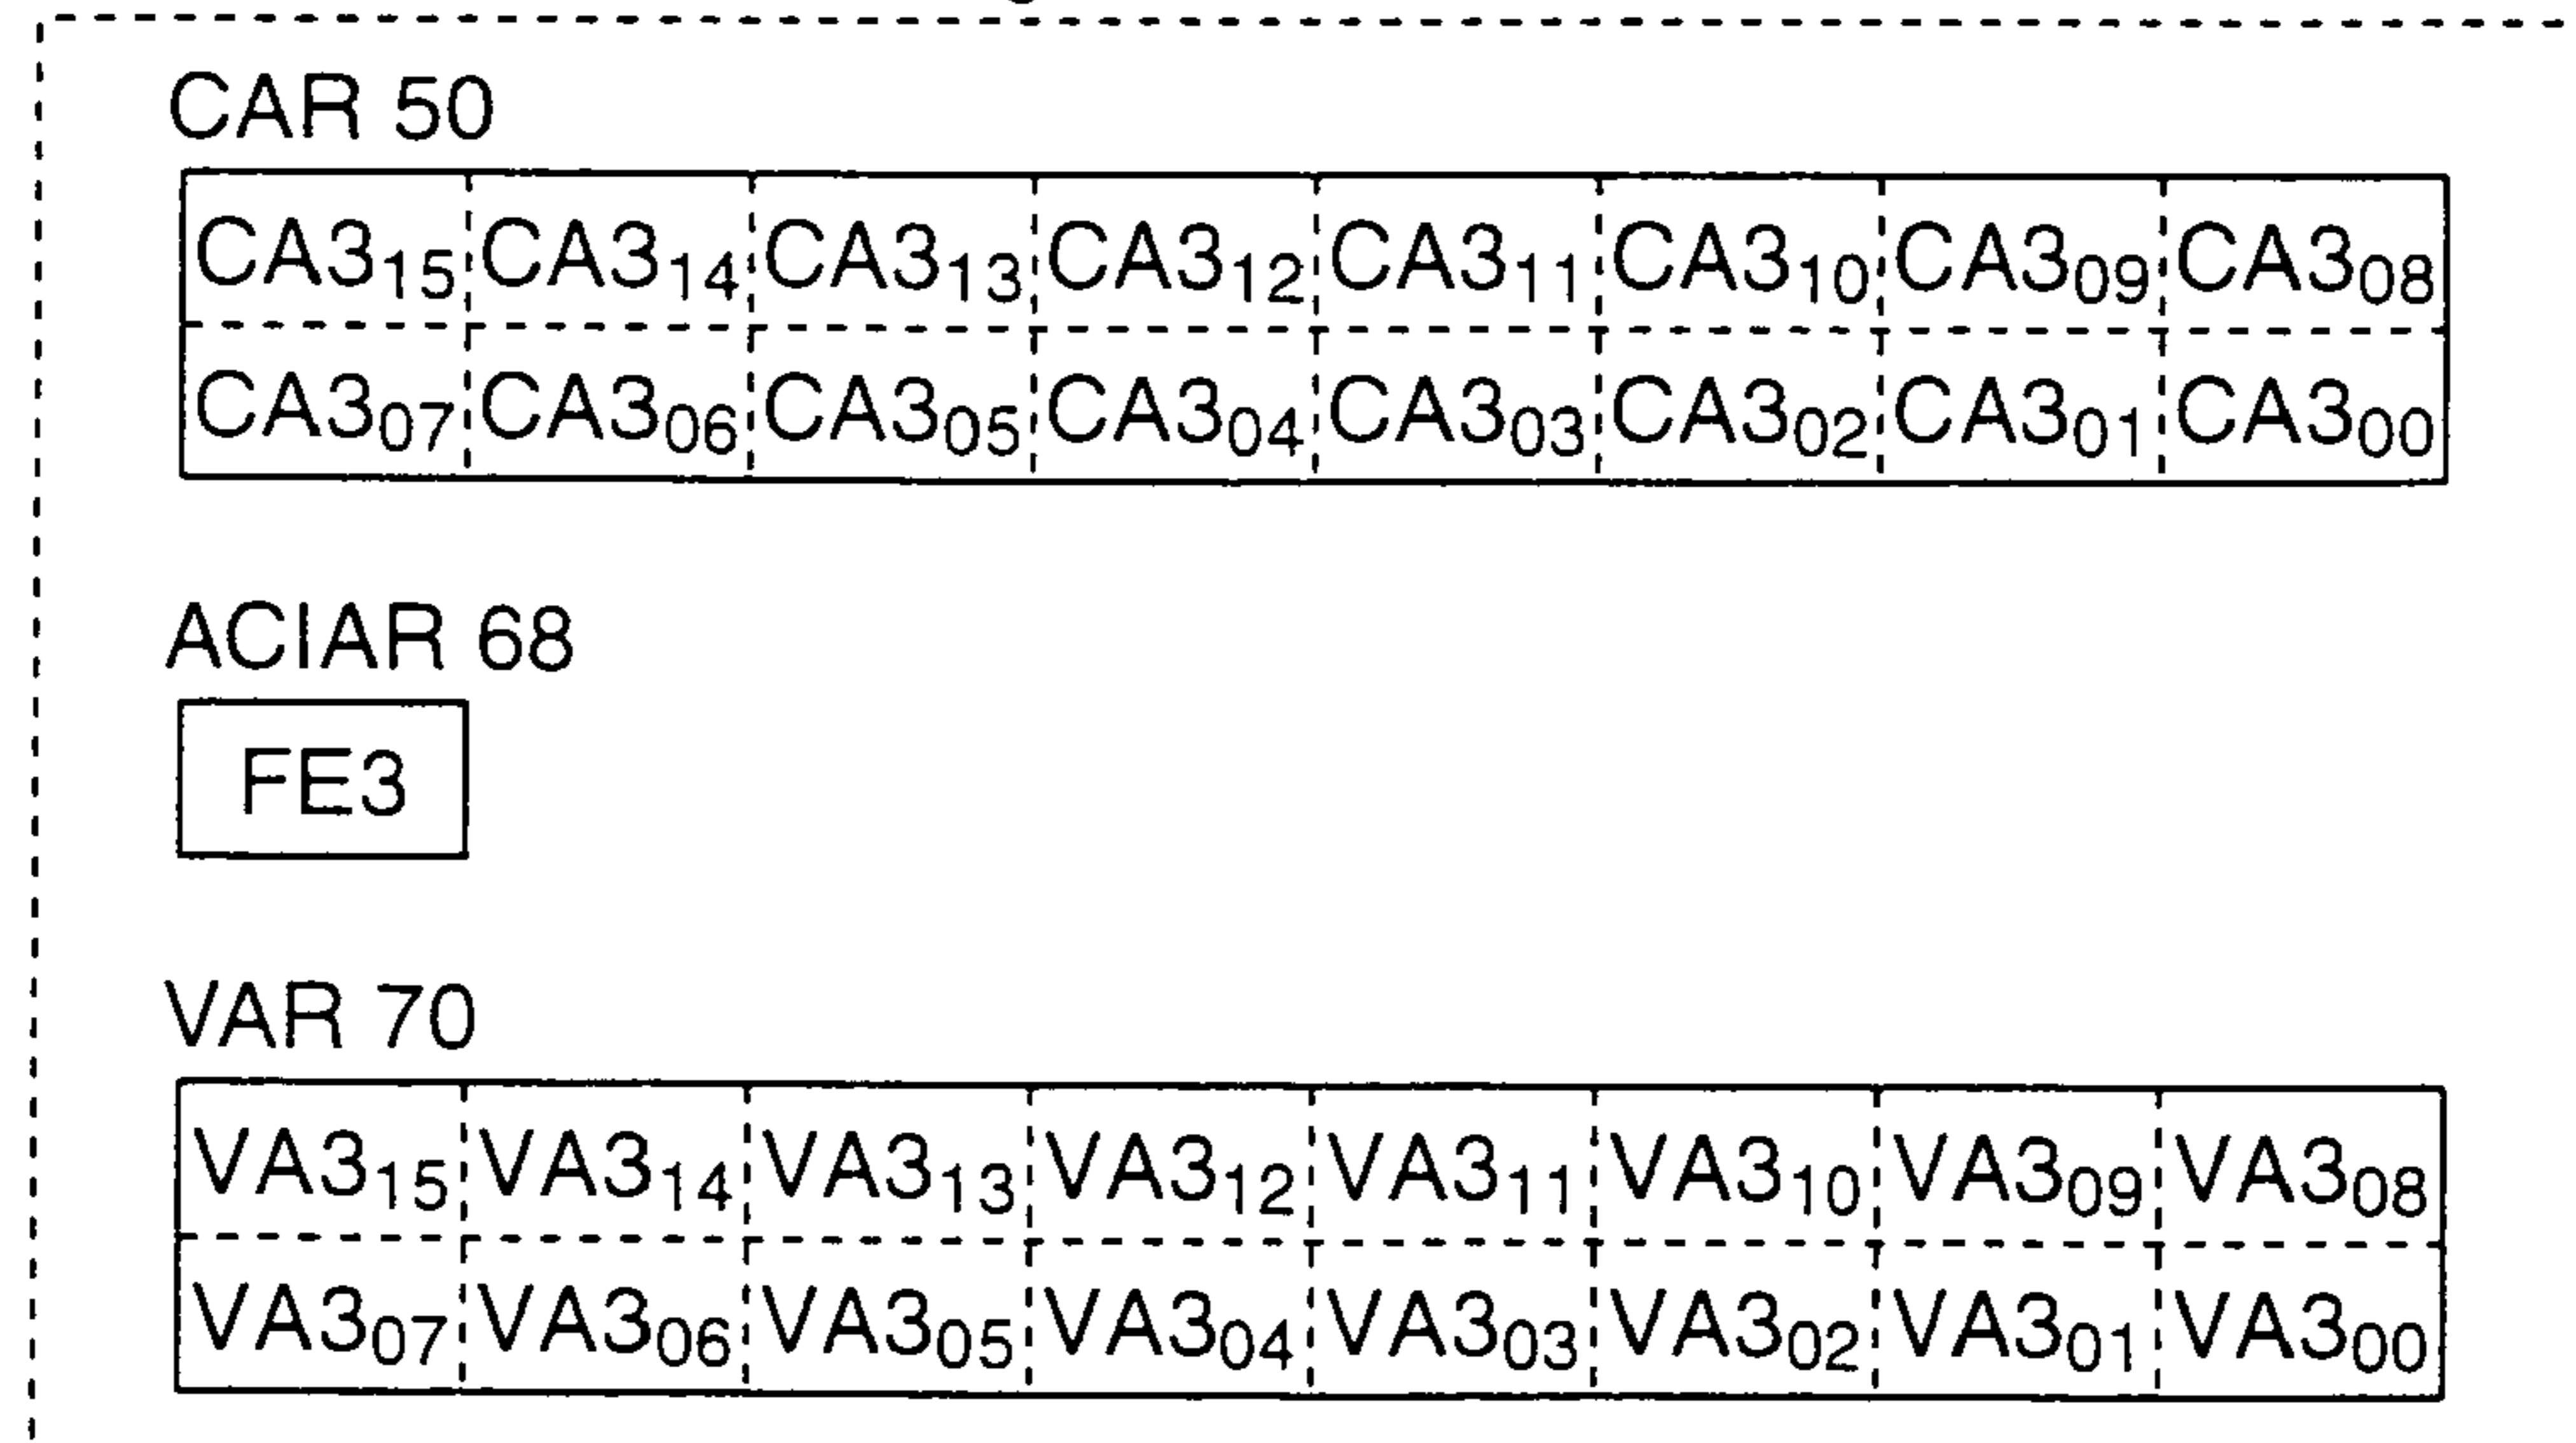 CAR 50
CA3₁₅ CA3₁₄ CA3₁₃ CA3₁₂ CA3₁₁ CA3₁₀ CA3₀₉ CA3₀₈
CA3₀₇ CA3₀₆ CA3₀₅ CA3₀₄ CA3₀₃ CA3₀₂ CA3₀₁ CA3₀₀
ACIAR 68
FE3
VAR 70
VA3₁₅ VA3₁₄ VA3₁₃ VA3₁₂ VA3₁₁ VA3₁₀ VA3₀₉ VA3₀₈
VA3₀₇ VA3₀₆ VA3₀₅ VA3₀₄ VA3₀₃ VA3₀₂ VA3₀₁ VA3₀₀